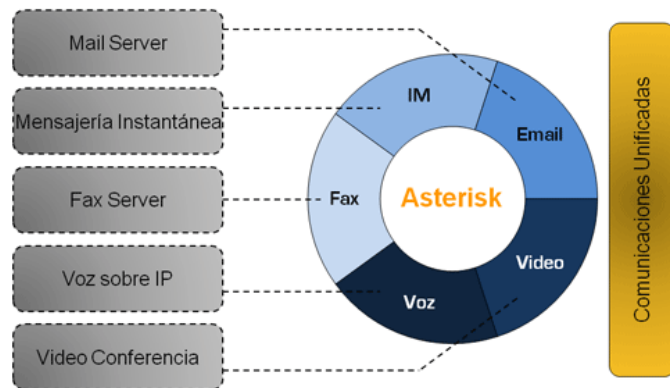 Mail Server
Mensajería Instantánea
Fax Server
Voz sobre IP
Video Conferencia
IM
Email
Fax
Asterisk
Video
Voz
Comunicaciones Unificadas